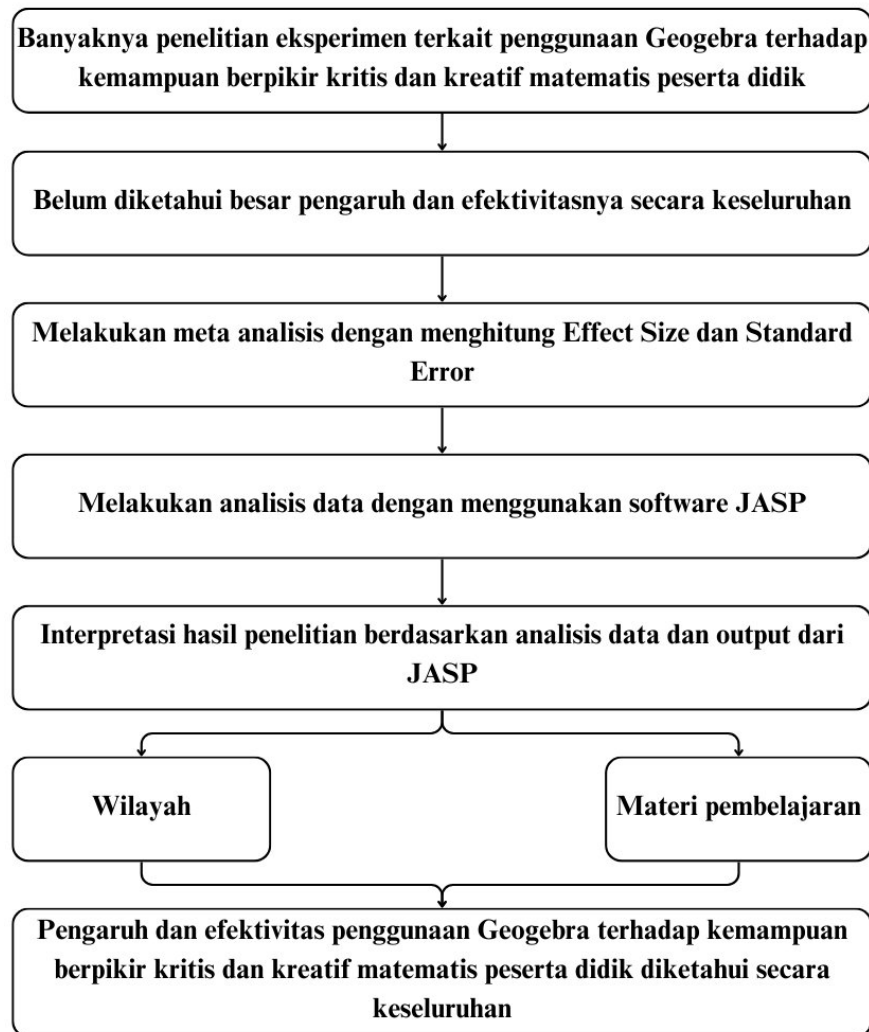 Banyaknya penelitian eksperimen terkait penggunaan Geogebra terhadap
kemampuan berpikir kritis dan kreatif matematis peserta didik
Belum diketahui besar pengaruh dan efektivitasnya secara keseluruhan
Melakukan meta analisis dengan menghitung Effect Size dan Standard
Error
Melakukan analisis data dengan menggunakan software JASP
Interpretasi hasil penelitian berdasarkan analisis data dan output dari
JASP
Wilayah
Materi pembelajaran
Pengaruh dan efektivitas penggunaan Geogebra terhadap kemampuan
berpikir kritis dan kreatif matematis peserta didik diketahui secara
keseluruhan